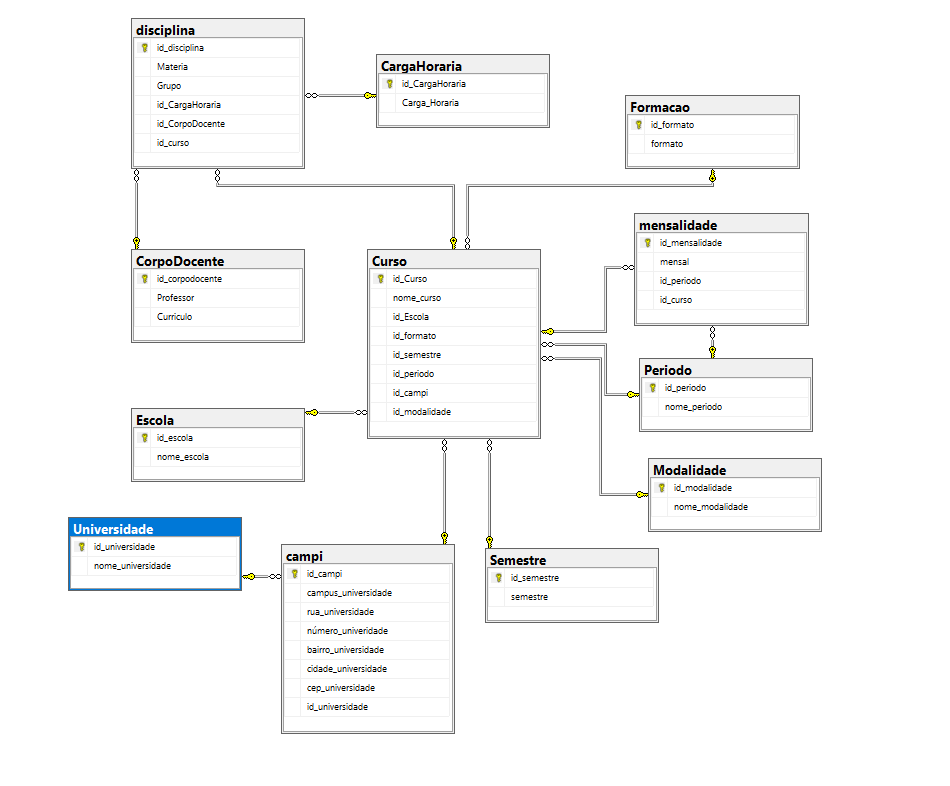 disciplina
id_disciplina
Materia
Grupo
id_CargaHoraria
id_CorpoDocente
id_curso
CargaHoraria
id_CargaHoraria
Carga_Horaria
Formacao
id_formato
formato
mensalidade
id_mensalidade
mensal
id_periodo
id_curso
CorpoDocente
id_corpodocente
Professor
Curriculo
Curso
id_Curso
nome_curso
id_Escola
id_formato
id_semestre
id_periodo
id_campi
id_modalidade
Periodo
id_periodo
nome_periodo
Escola
id_escola
nome_escola
Modalidade
id_modalidade
nome_modalidade
Universidade
id_universidade
nome_universidade
campi
id_campi
campus_universidade
rua_universidade
número_univeridade
bairro_universidade
cidade_universidade
cep_universidade
id_universidade
Semestre
id_semestre
semestre